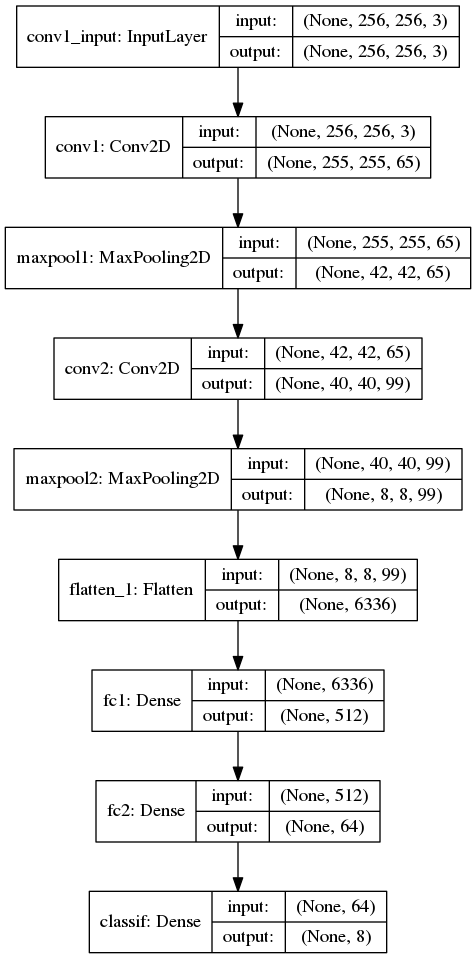 conv1_input: InputLayer
input: (None, 256, 256, 3)
output: (None, 256, 256, 3)
conv1: Conv2D
input: (None, 256, 256, 3)
output: (None, 255, 255, 65)
maxpool1: MaxPooling2D
input: (None, 255, 255, 65)
output: (None, 42, 42, 65)
conv2: Conv2D
input: (None, 42, 42, 65)
output: (None, 40, 40, 99)
maxpool2: MaxPooling2D
input: (None, 40, 40, 99)
output: (None, 8, 8, 99)
flatten_1: Flatten
input: (None, 8, 8, 99)
output: (None, 6336)
fc1: Dense
input: (None, 6336)
output: (None, 512)
fc2: Dense
input: (None, 512)
output: (None, 64)
classif: Dense
input: (None, 64)
output: (None, 8)